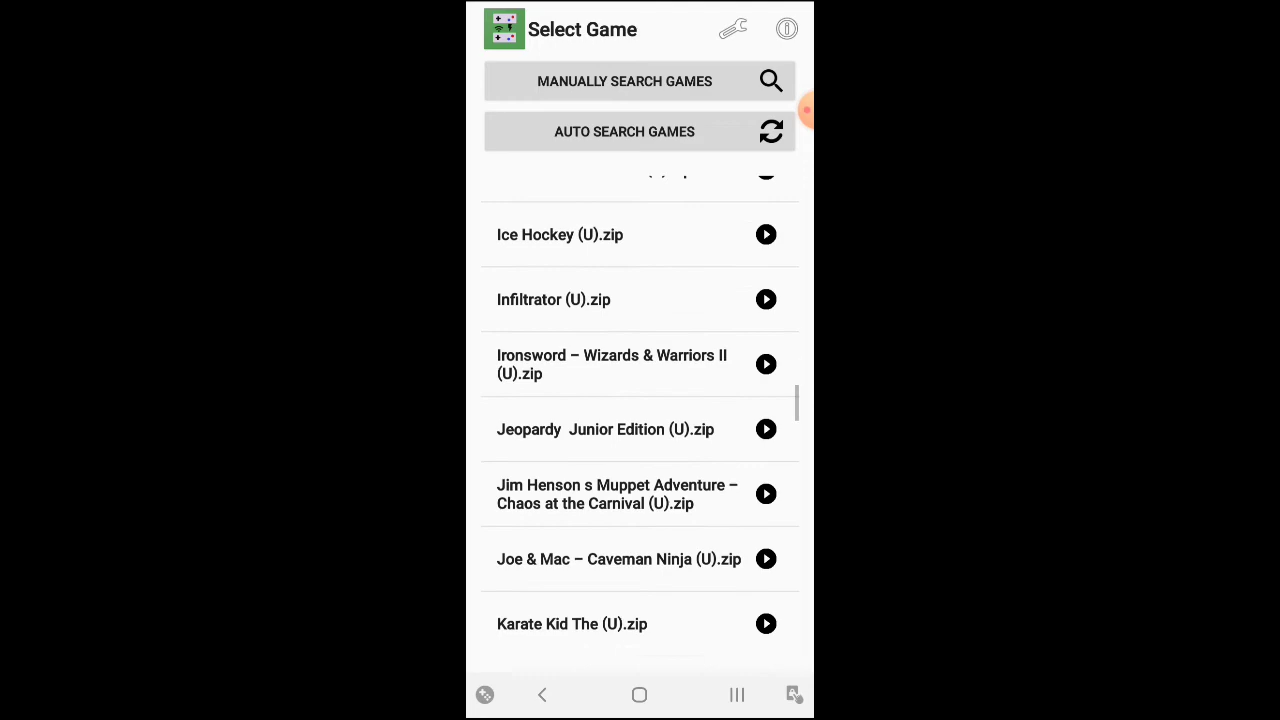 Select Game
MANUALLY SEARCH GAMES
AUTO SEARCH GAMES
Ice Hockey (U).zip
Infiltrator (U).zip
Ironsword – Wizards & Warriors II
(U).zip
Jeopardy  Junior Edition (U).zip
Jim Henson s Muppet Adventure –
Chaos at the Carnival (U).zip
Joe & Mac – Caveman Ninja (U).zip
Karate Kid The (U).zip